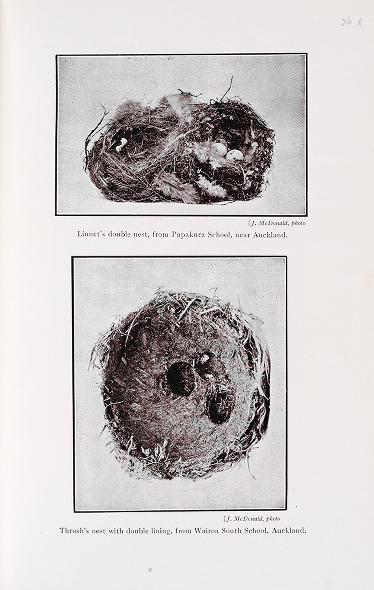 [J. McDonald, photo
Linnet's double nest, from Papakura School, near Auckland.
[J. McDonald, photo
Thrush's nest with double lining, from Wairoa South School, Auckland.